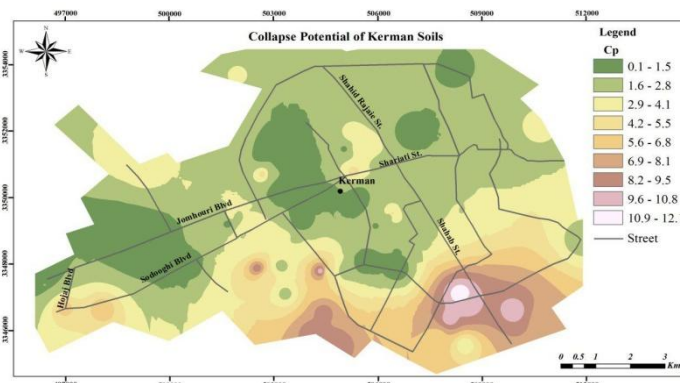 497000 500000 503000 506000 509000 512000
Collapse Potential of Kerman Soils
N
W E
S
3354000
3352000
3350000
3348000
3346000
Shahid Rajaie St.
Shariati St.
Kerman
Jomhouri Blvd
Sodooghi Blvd
Hojaj Blvd
Shahab St.
Legend
Cp
0.1 - 1.5
1.6 - 2.8
2.9 - 4.1
4.2 - 5.5
5.6 - 6.8
6.9 - 8.1
8.2 - 9.5
9.6 - 10.8
10.9 - 12.
Street
0 0.5 1 2 3
Km